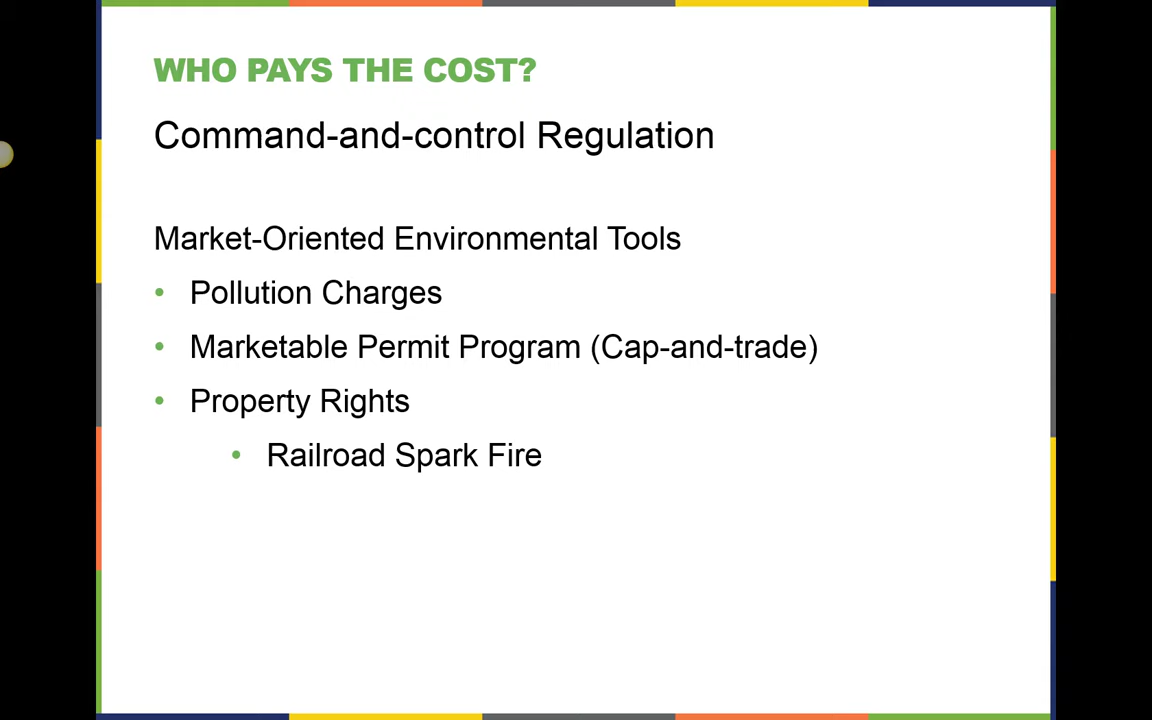 WHO PAYS THE COST?
Command-and-control Regulation
Market-Oriented Environmental Tools
• Pollution Charges
• Marketable Permit Program (Cap-and-trade)
• Property Rights
• Railroad Spark Fire